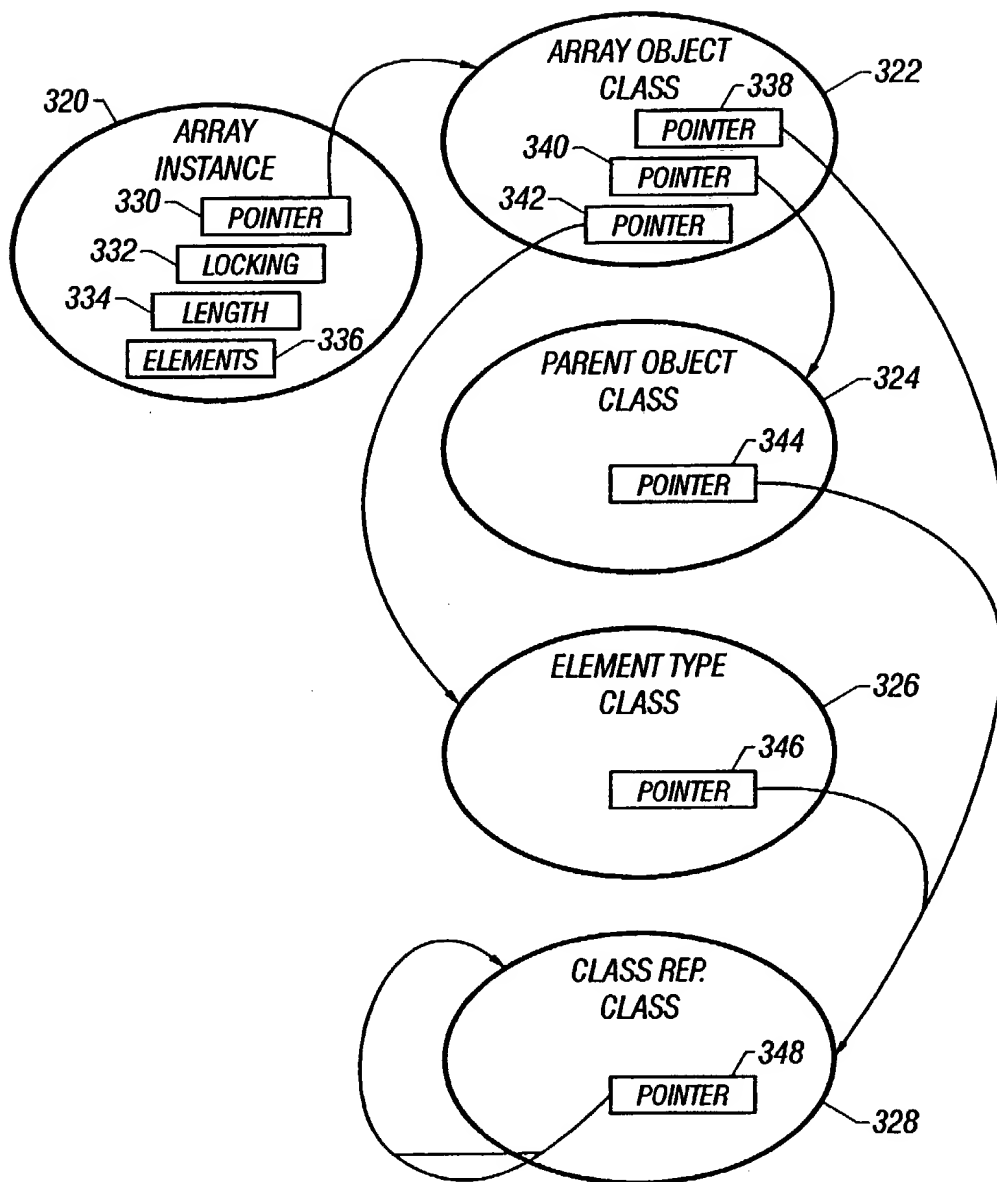 320
ARRAY
INSTANCE
330
POINTER
332
LOCKING
334
LENGTH
ELEMENTS
336
ARRAY OBJECT
CLASS
322
338
POINTER
340
POINTER
342
POINTER
PARENT OBJECT
CLASS
324
344
POINTER
ELEMENT TYPE
CLASS
326
346
POINTER
CLASS REP.
CLASS
348
POINTER
328